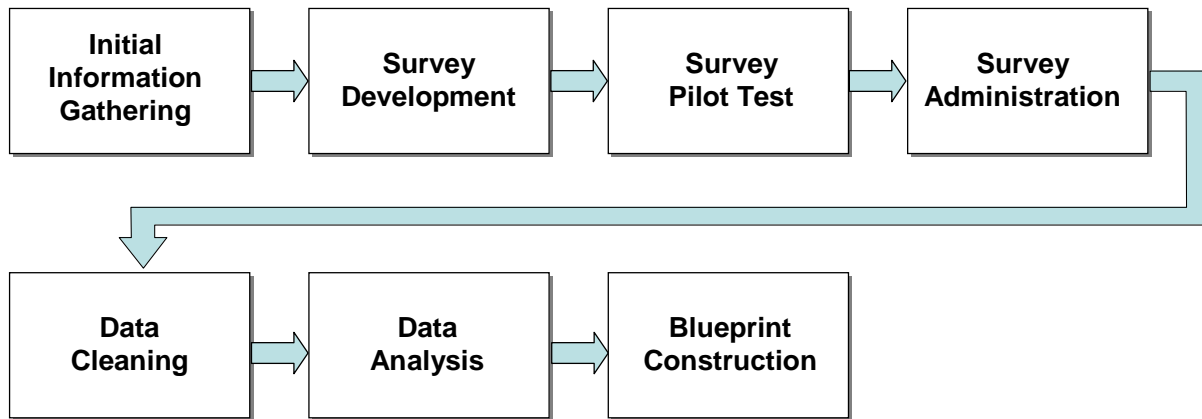 Initial
Information
Gathering
Survey
Development
Survey
Pilot Test
Survey
Administration
Data
Cleaning
Data
Analysis
Blueprint
Construction